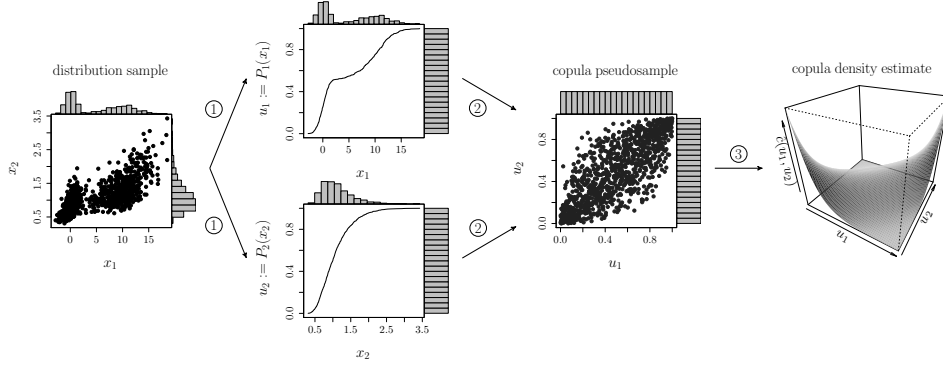 distribution sample
x₂
0.5 1.5 2.5 3.5
0 5 10 15
x₁
①
①
u₁ := P₁(x₁)
0.0 0.4 0.8
0 5 10 15
x₁
u₂ := P₂(x₂)
0.0 0.4 0.8
0.5 1.5 2.5 3.5
x₂
②
②
copula pseudosample
u₂
0.0 0.4 0.8
0.0 0.4 0.8
u₁
③
copula density estimate
c(u₁, u₂)
u₁
u₂